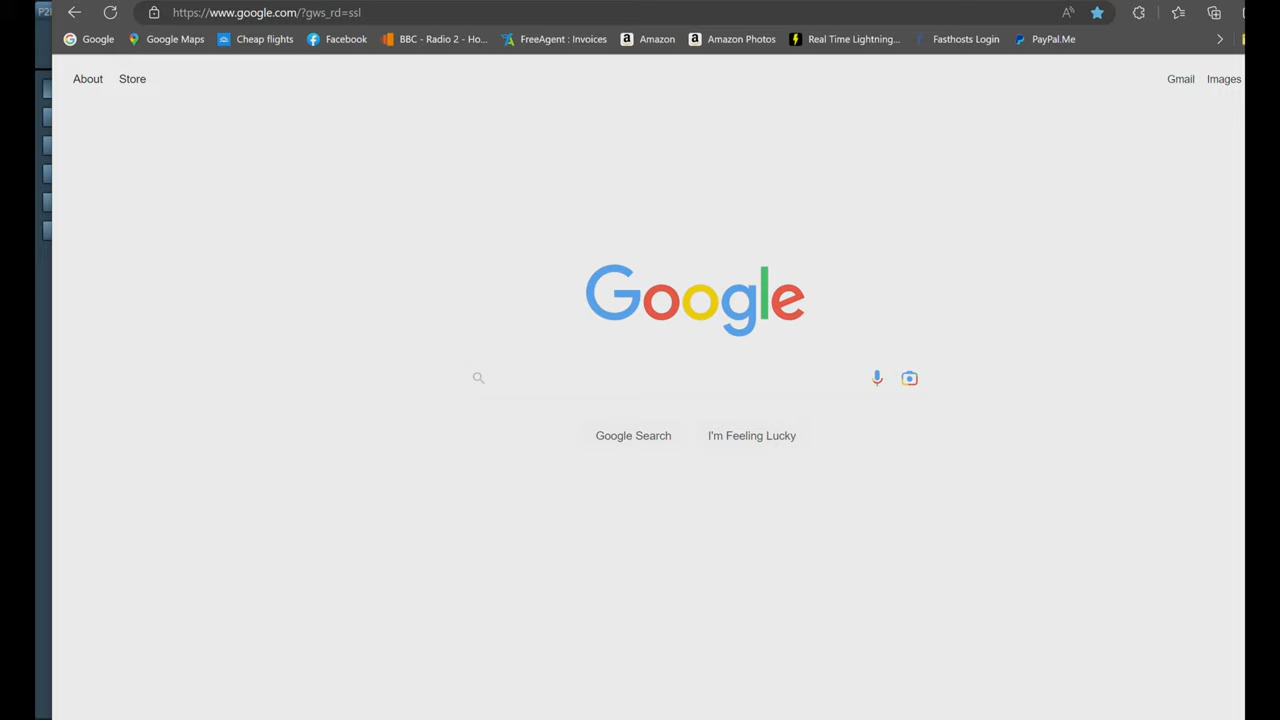 P2
https://www.google.com/?gws_rd=ssl
Google Google Maps Cheap flights Facebook BBC - Radio 2 - Ho... FreeAgent : Invoices Amazon Amazon Photos Real Time Lightning... Fasthosts Login PayPal.Me
About Store Gmail Images
Google
Google Search I'm Feeling Lucky